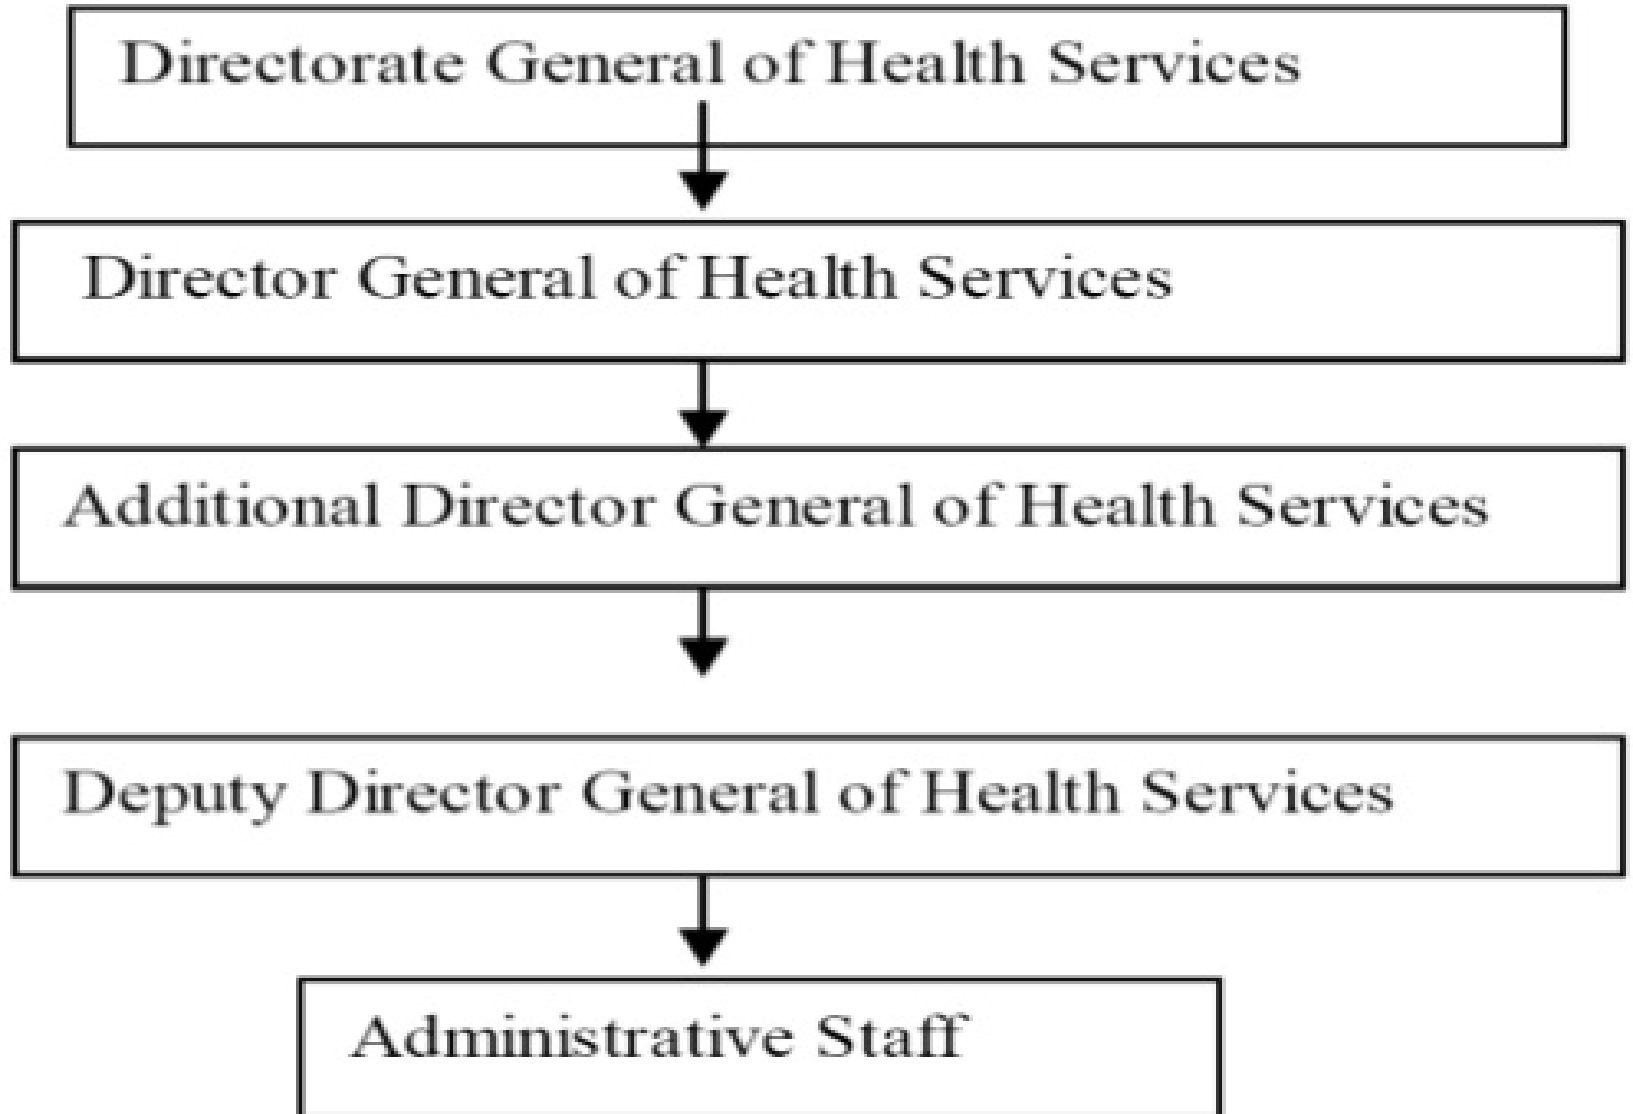 Directorate General of Health Services
Director General of Health Services
Additional Director General of Health Services
Deputy Director General of Health Services
Administrative Staff